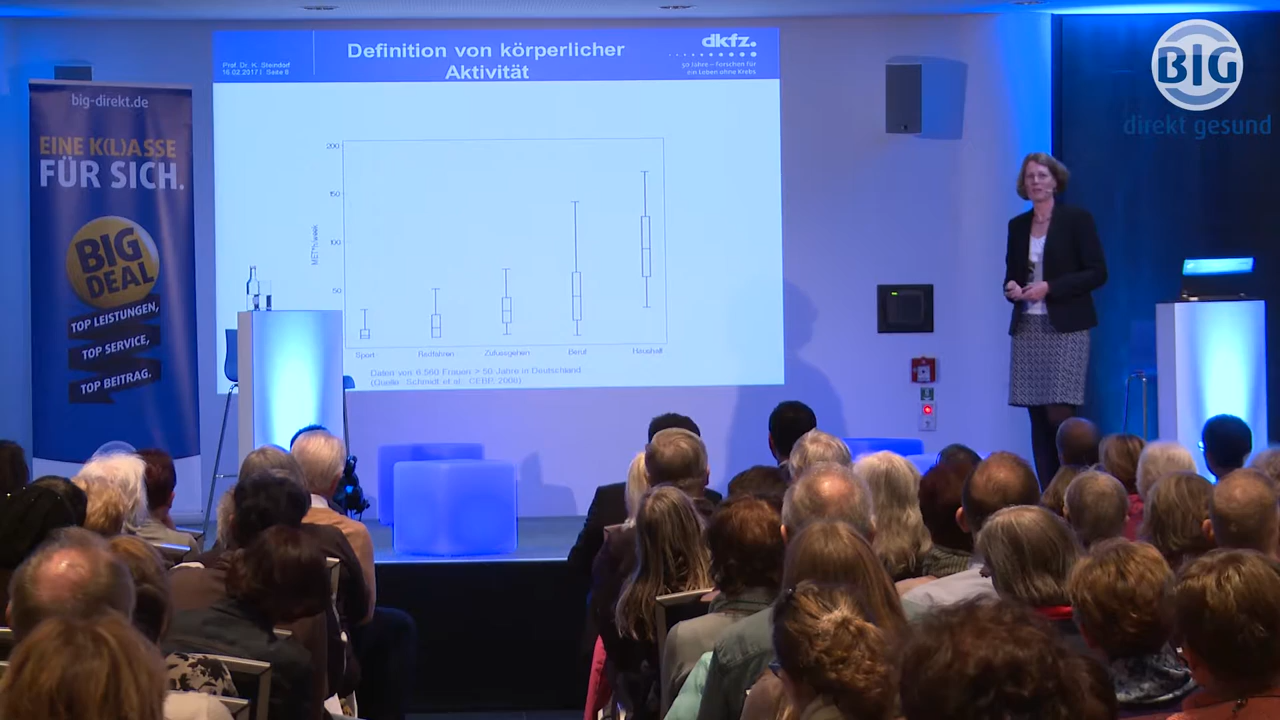 big-direkt.de
EINE K(L)ASSE
FÜR SICH.
BIG
DEAL
TOP LEISTUNGEN,
TOP SERVICE,
TOP BEITRAG.
Prof. Dr. K. Steindorf
16.02.2017 | Seite 8
Definition von körperlicher
Aktivität
dkfz.
50 Jahre – Forschen für
ein Leben ohne Krebs
200
150
100
50
MET*h/week
Sport
Radfahren
Zufussgehen
Beruf
Haushalt
Daten von 6.560 Frauen > 50 Jahre in Deutschland
(Quelle: Schmidt et al., CEBP,
BIG
direkt gesund